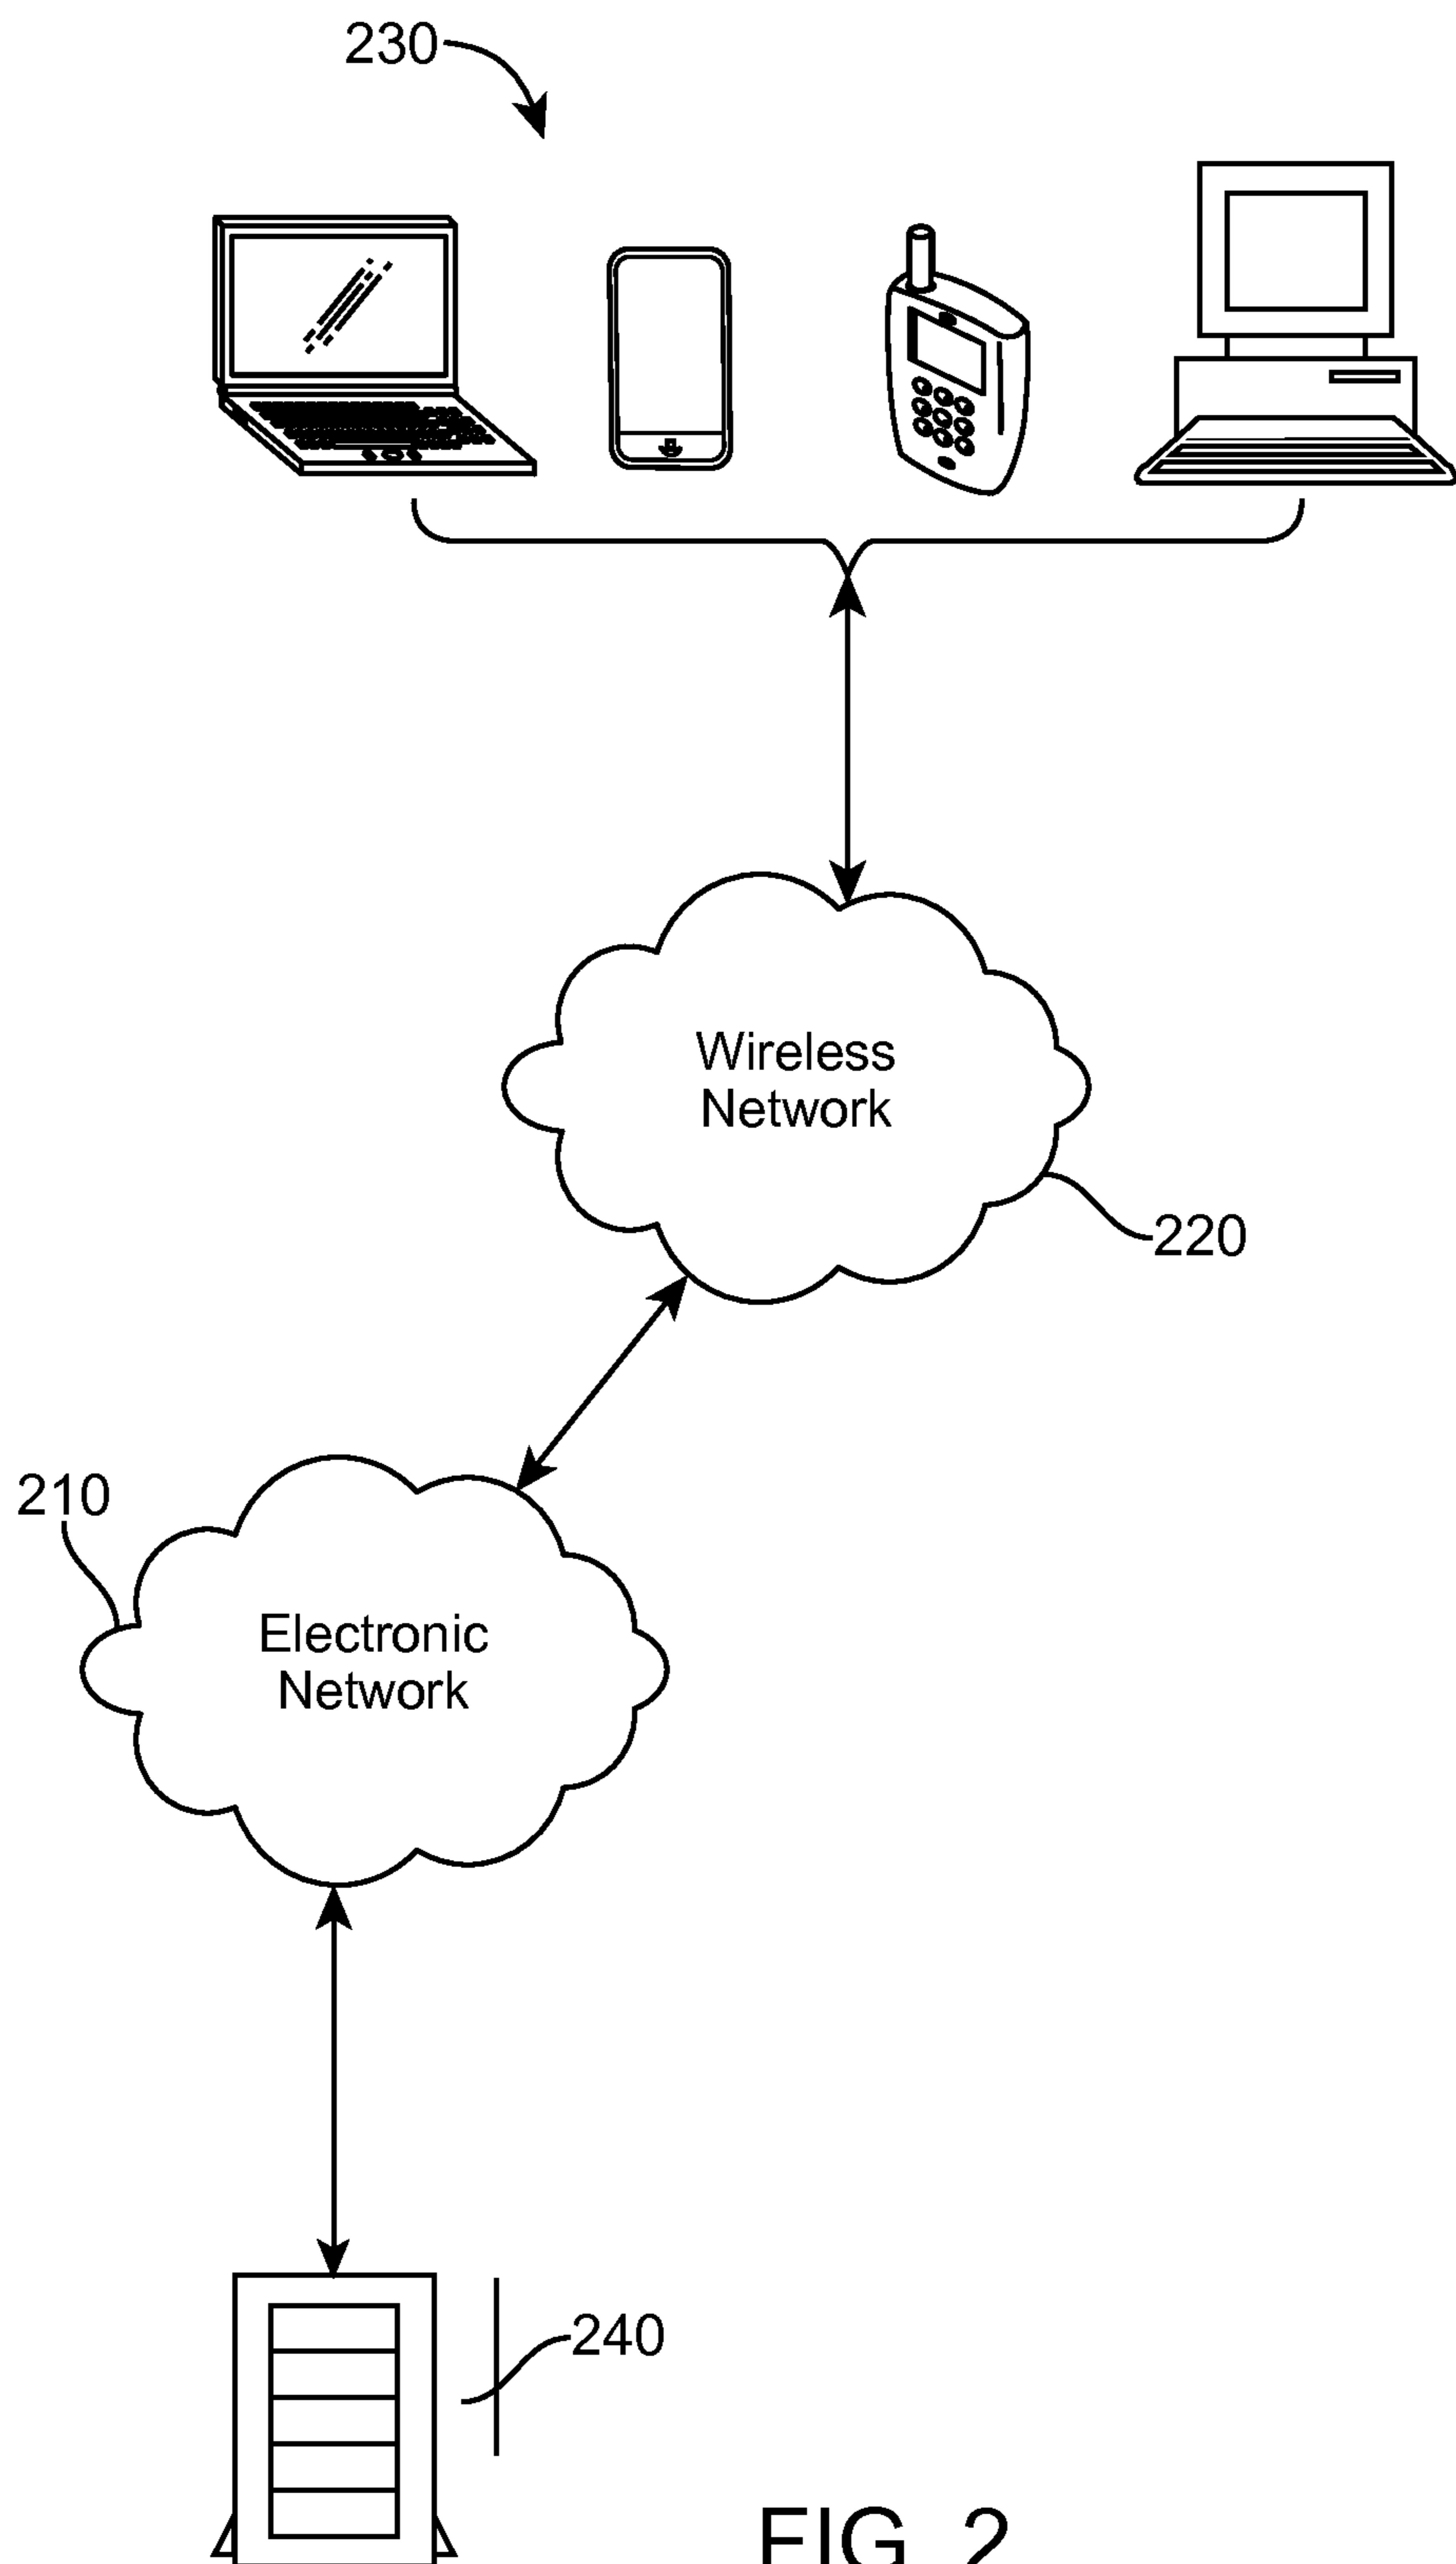 230
Wireless
Network
220
210
Electronic
Network
240
FIG. 2